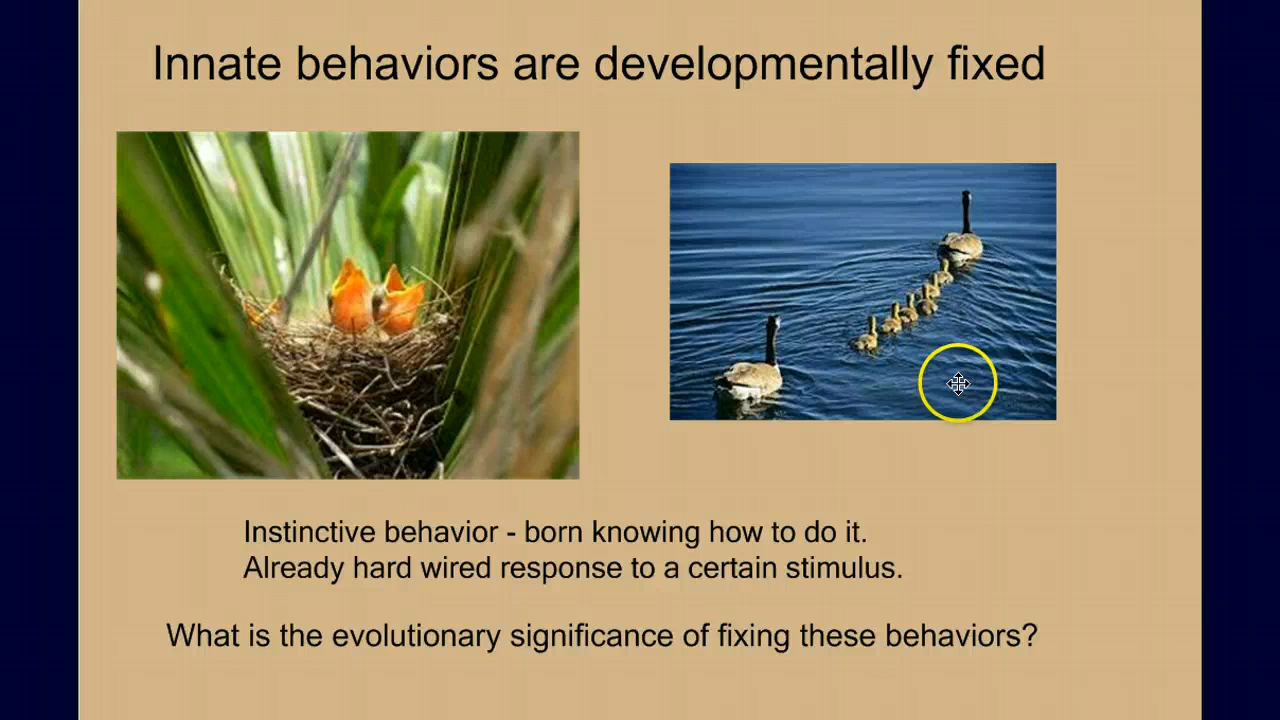 Innate behaviors are developmentally fixed
Instinctive behavior - born knowing how to do it.
Already hard wired response to a certain stimulus.
What is the evolutionary significance of fixing these behaviors?